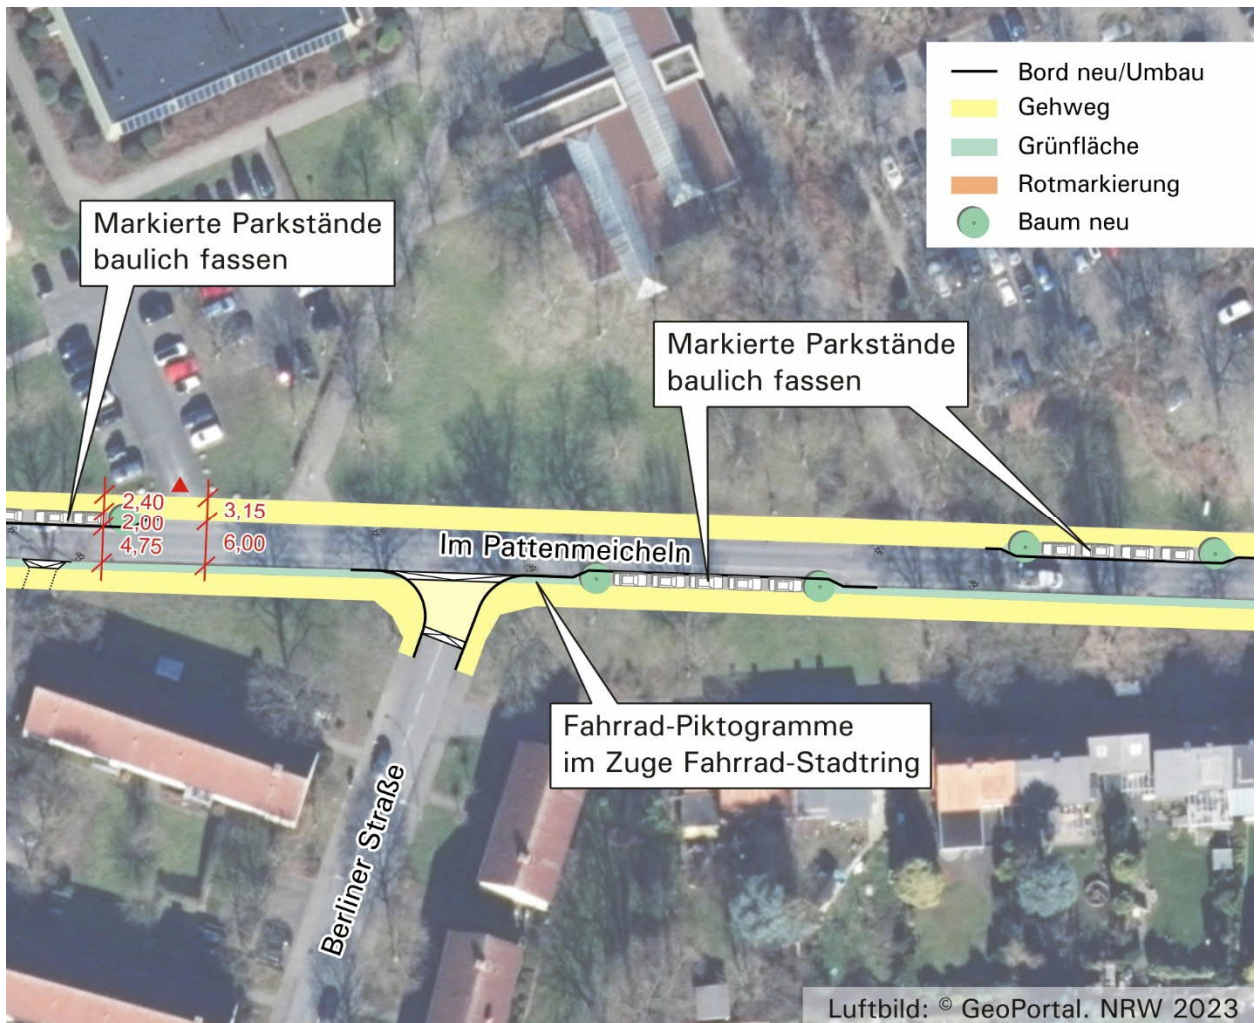 Bord neu/Umbau
Gehweg
Grünfläche
Rotmarkierung
Baum neu
Markierte Parkstände
baulich fassen
Markierte Parkstände
baulich fassen
2,40
3,15
2,00
4,75
6,00
Im Pattenmeicheln
Fahrrad-Piktogramme
im Zuge Fahrrad-Stadtring
Berliner Straße
Luftbild: © GeoPortal. NRW 2023